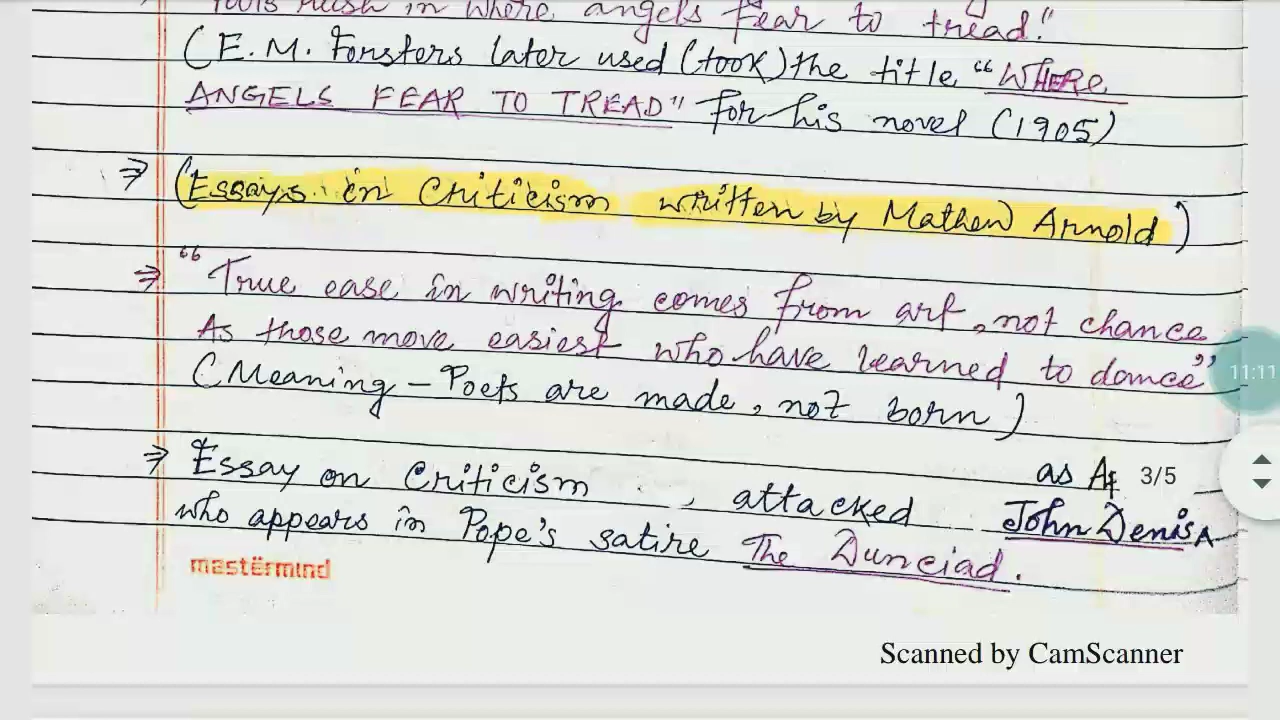 in where angels fear to tread."
(E. M. Forsters later used (took) the title "WHERE
ANGELS FEAR TO TREAD" for his novel (1905)
⇒ (Essays in Criticism written by Mathew Arnold)
⇒ "True ease in writing comes from art, not chance
As those move easiest who have learned to dance"
(Meaning - Poets are made, not born)
⇒ Essay on Criticism , attacked John Denis as
who appears in Pope's satire The Dunciad.
mastërmind
11:11
3/5
Scanned by CamScanner